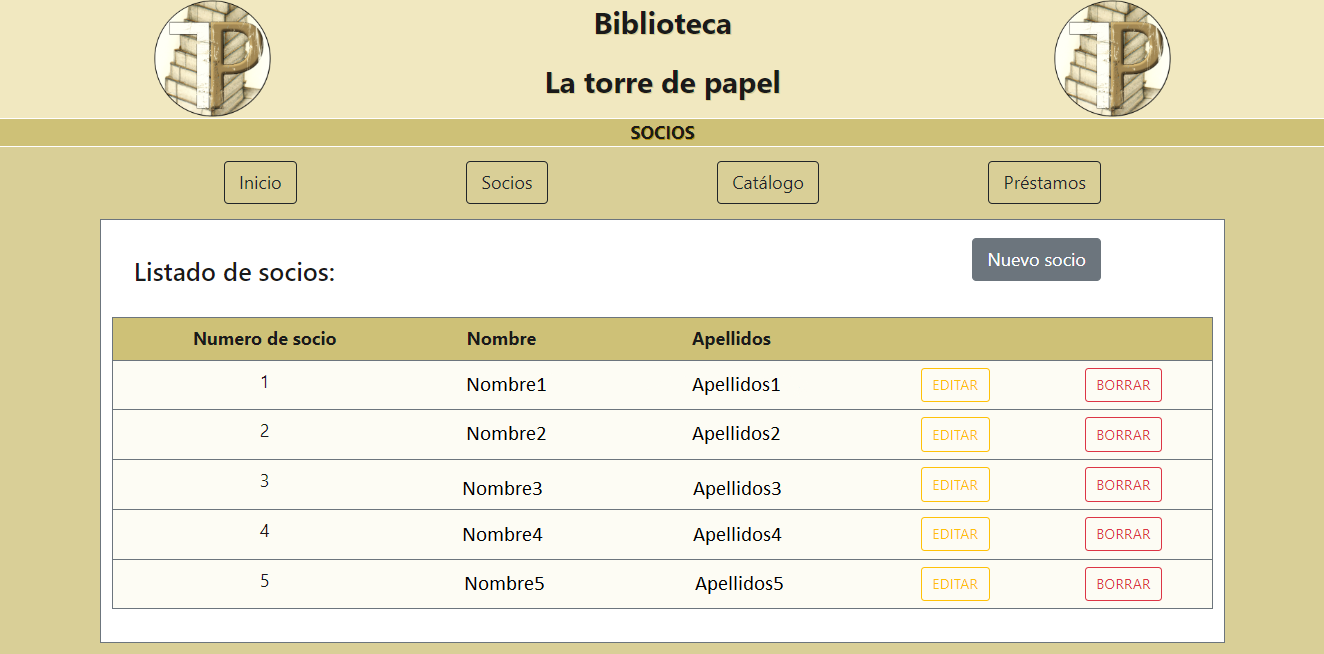 Biblioteca
La torre de papel
TP
TP
SOCIOS
Inicio Socios Catálogo Préstamos
Listado de socios: Nuevo socio
Numero de socio Nombre Apellidos
1 Nombre1 Apellidos1 EDITAR BORRAR
2 Nombre2 Apellidos2 EDITAR BORRAR
3 Nombre3 Apellidos3 EDITAR BORRAR
4 Nombre4 Apellidos4 EDITAR BORRAR
5 Nombre5 Apellidos5 EDITAR BORRAR